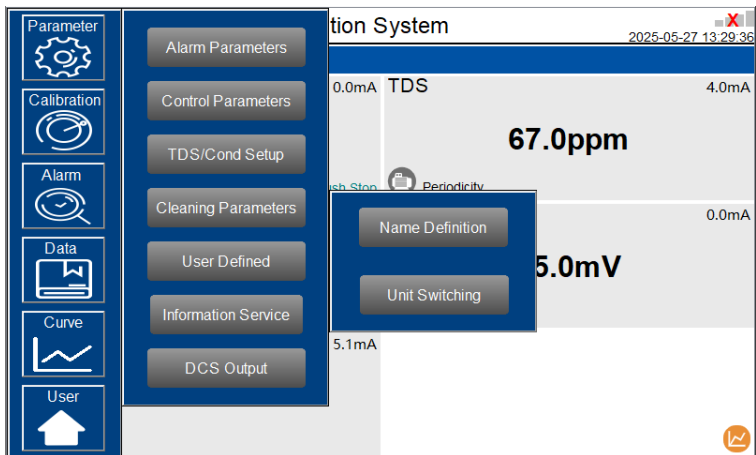 Parameter
Calibration
Alarm
Data
Curve
User
Alarm Parameters
Control Parameters
TDS/Cond Setup
Cleaning Parameters
User Defined
Information Service
DCS Output
Name Definition
Unit Switching
tion System
X
2025-05-27 13:29:36
0.0mA
TDS
4.0mA
67.0ppm
ush Stop
Periodicity
0.0mA
5.0mV
5.1mA